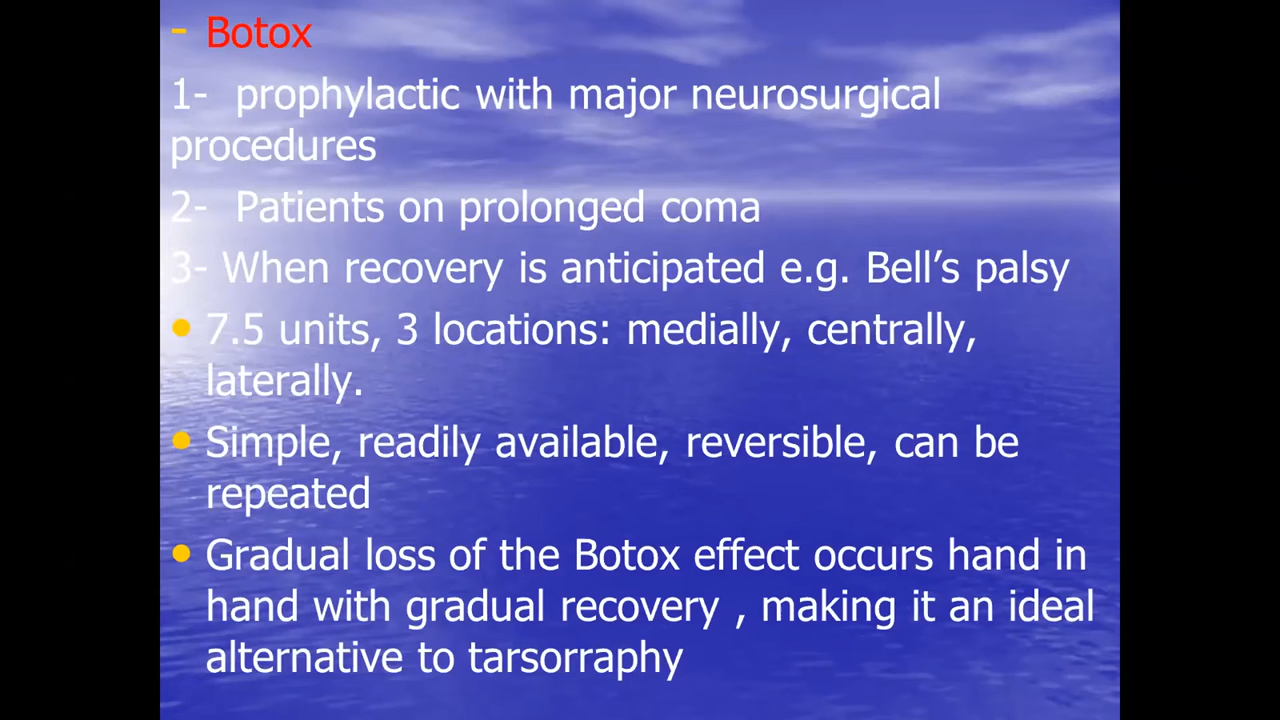 - Botox
1- prophylactic with major neurosurgical
procedures
2- Patients on prolonged coma
3- When recovery is anticipated e.g. Bell’s palsy
• 7.5 units, 3 locations: medially, centrally,
laterally.
• Simple, readily available, reversible, can be
repeated
• Gradual loss of the Botox effect occurs hand in
hand with gradual recovery , making it an ideal
alternative to tarsorraphy